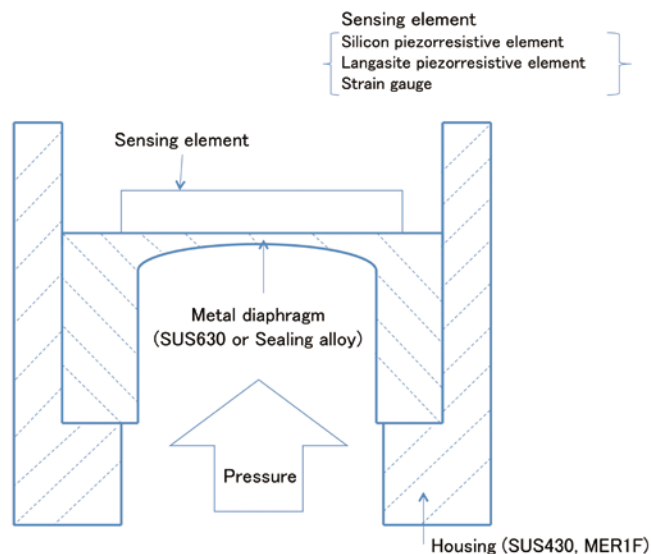 Sensing element
Silicon piezorresistive element
Langasite piezorresistive element
Strain gauge
Sensing element
Metal diaphragm
(SUS630 or Sealing alloy)
Pressure
Housing (SUS430, MER1F)